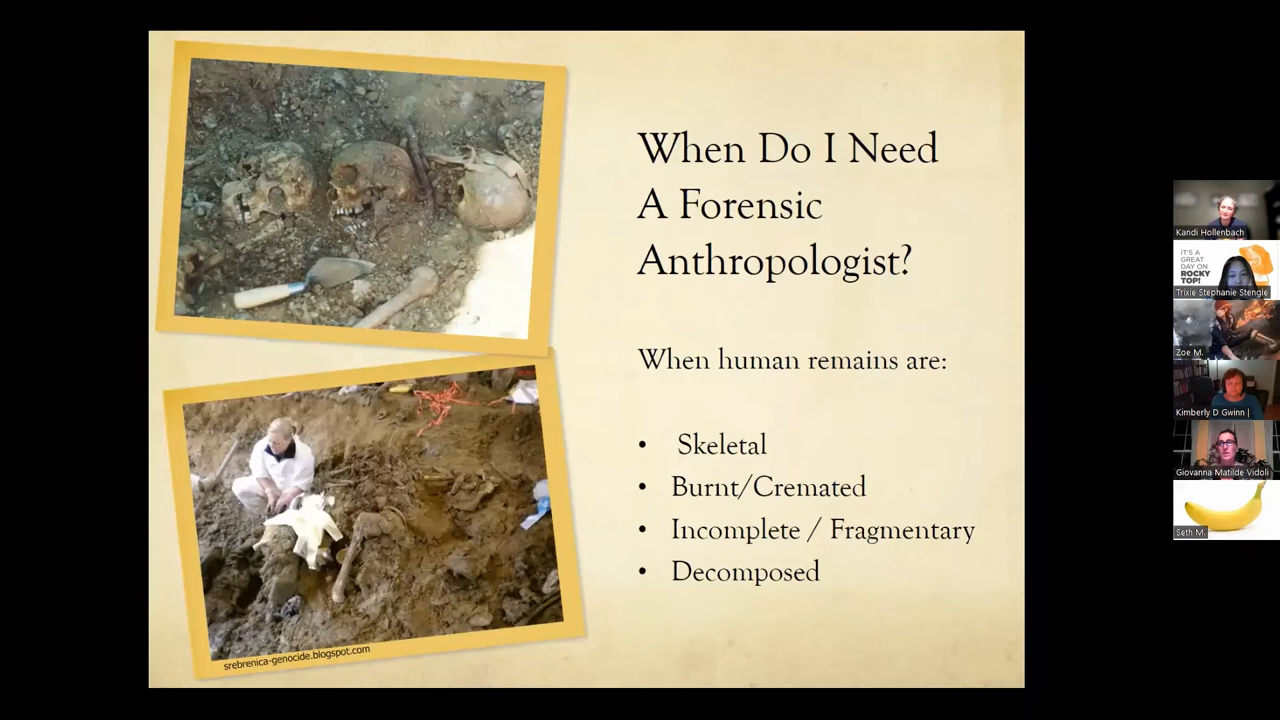 When Do I Need
A Forensic
Anthropologist?
When human remains are:
• Skeletal
• Burnt/Cremated
• Incomplete / Fragmentary
• Decomposed
srebrenica-genocide.blogspot.com
Kandi Hollenbach
IT'S A
GREAT
DAY ON
ROCKY
TOP!
Trixie Stephanie Stengle
Zoe M.
Kimberly D Gwinn |
Giovanna Matilde Vidoli
Seth M.